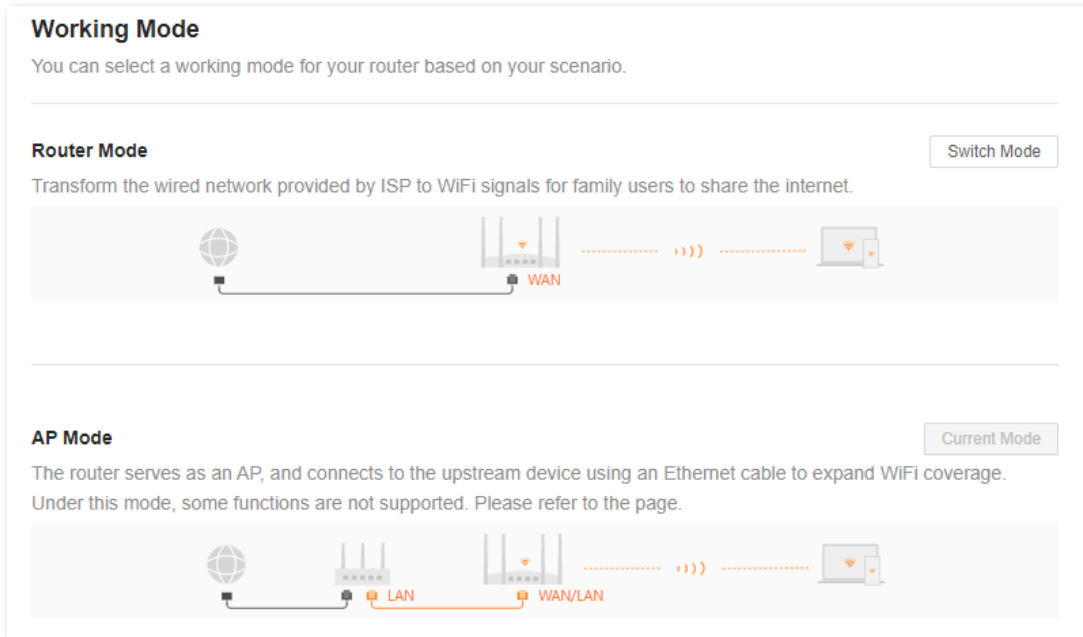 Working Mode
You can select a working mode for your router based on your scenario.
Router Mode
Switch Mode
Transform the wired network provided by ISP to WiFi signals for family users to share the internet.
WAN
AP Mode
Current Mode
The router serves as an AP, and connects to the upstream device using an Ethernet cable to expand WiFi coverage.
Under this mode, some functions are not supported. Please refer to the page.
LAN
WAN/LAN